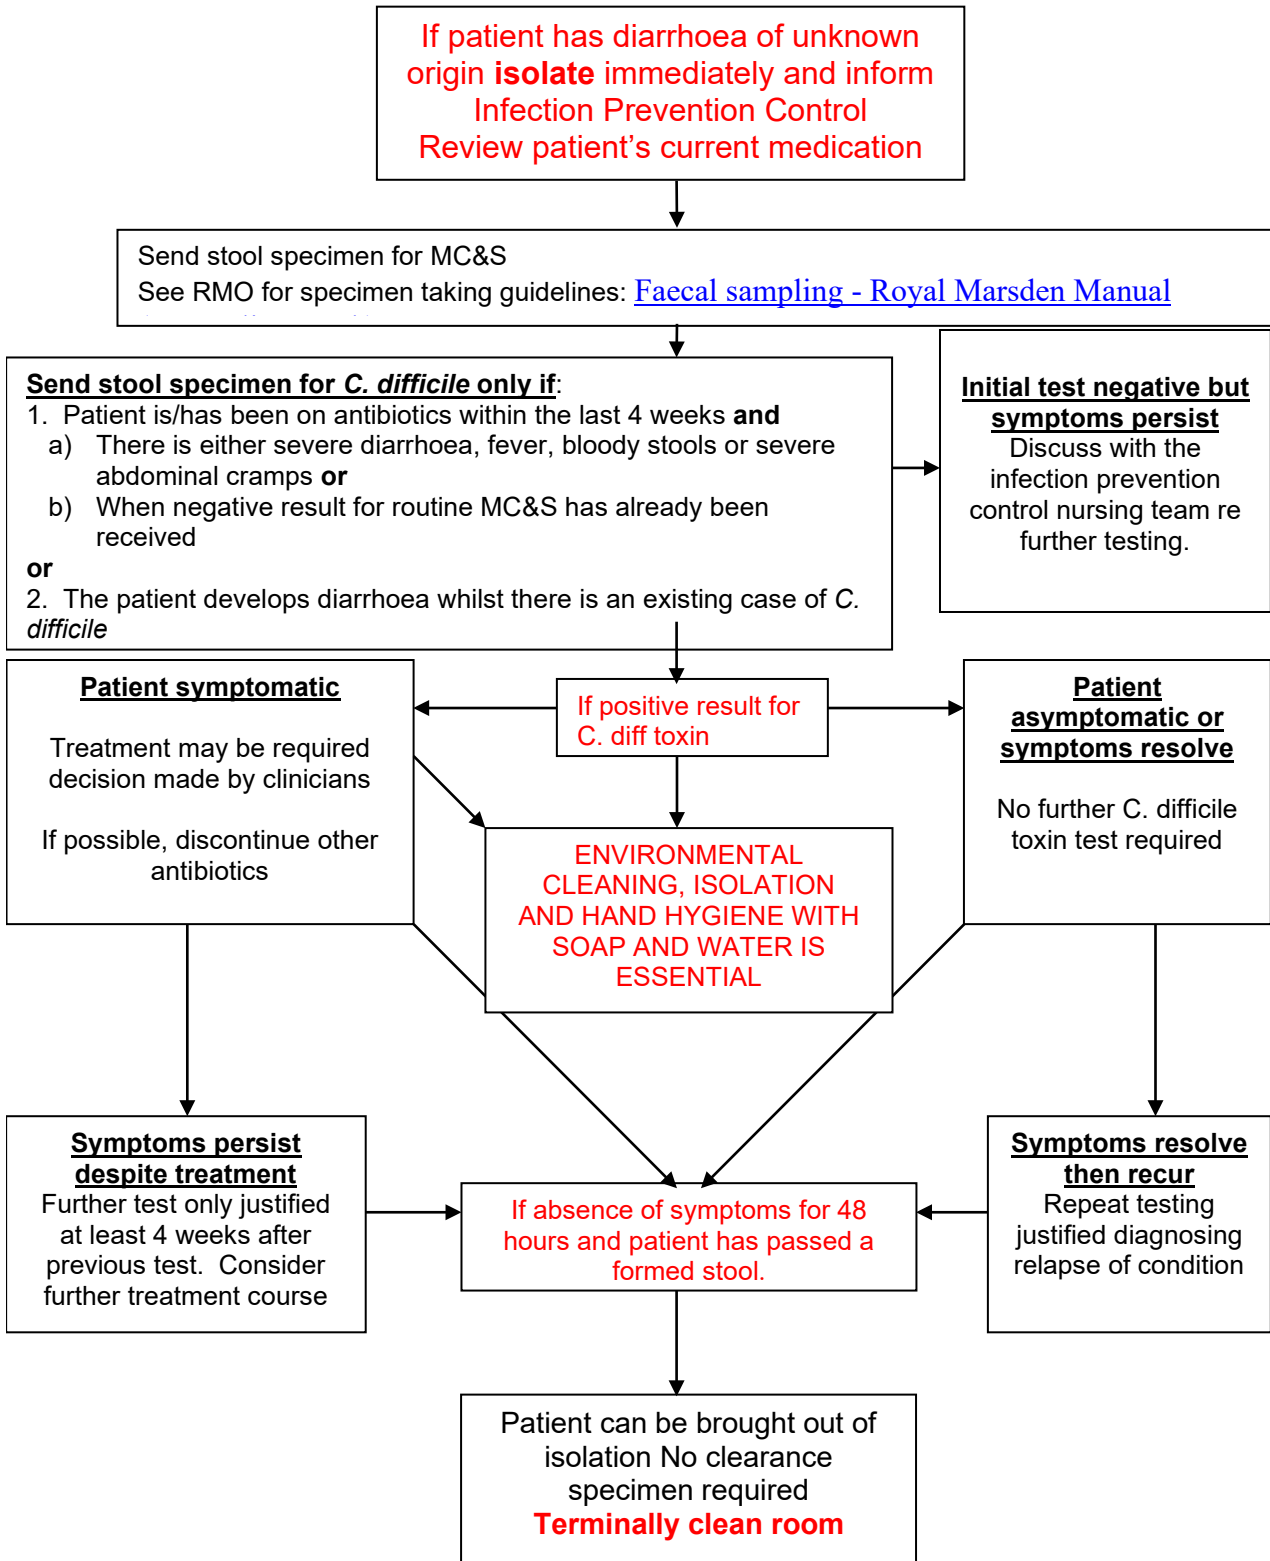 If patient has diarrhoea of unknown
origin isolate immediately and inform
Infection Prevention Control
Review patient's current medication
Send stool specimen for MC&S
See RMO for specimen taking guidelines: Faecal sampling - Royal Marsden Manual
Send stool specimen for C. difficile only if:
1. Patient is/has been on antibiotics within the last 4 weeks and
a) There is either severe diarrhoea, fever, bloody stools or severe
abdominal cramps or
b) When negative result for routine MC&S has already been
received
or
2. The patient develops diarrhoea whilst there is an existing case of C.
difficile
Initial test negative but
symptoms persist
Discuss with the
infection prevention
control nursing team re
further testing.
Patient symptomatic
Treatment may be required
decision made by clinicians
If possible, discontinue other
antibiotics
If positive result for
C. diff toxin
Patient
asymptomatic or
symptoms resolve
No further C. difficile
toxin test required
ENVIRONMENTAL
CLEANING, ISOLATION
AND HAND HYGIENE WITH
SOAP AND WATER IS
ESSENTIAL
Symptoms persist
despite treatment
Further test only justified
at least 4 weeks after
previous test. Consider
further treatment course
If absence of symptoms for 48
hours and patient has passed a
formed stool.
Symptoms resolve
then recur
Repeat testing
justified diagnosing
relapse of condition
Patient can be brought out of
isolation No clearance
specimen required
Terminally clean room